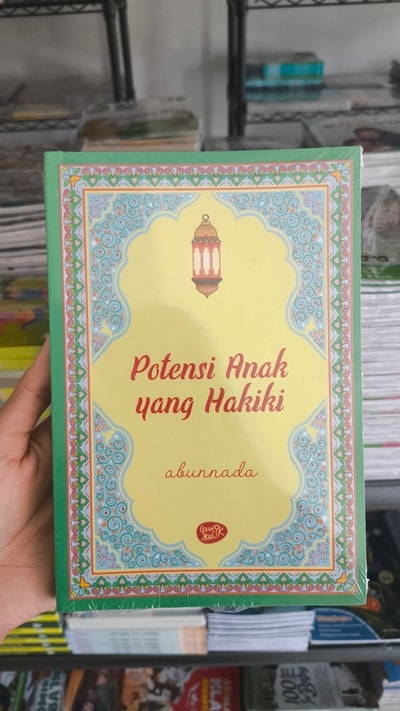 Potensi Anak
yang Hakiki
abunnada